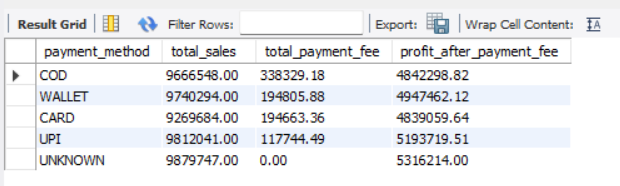 Result Grid Filter Rows: Export: Wrap Cell Content: IA
payment_method total_sales total_payment_fee profit_after_payment_fee
COD 9666548.00 338329.18 4842298.82
WALLET 9740294.00 194805.88 4947462.12
CARD 9269684.00 194663.36 4839059.64
UPI 9812041.00 117744.49 5193719.51
UNKNOWN 9879747.00 0.00 5316214.00